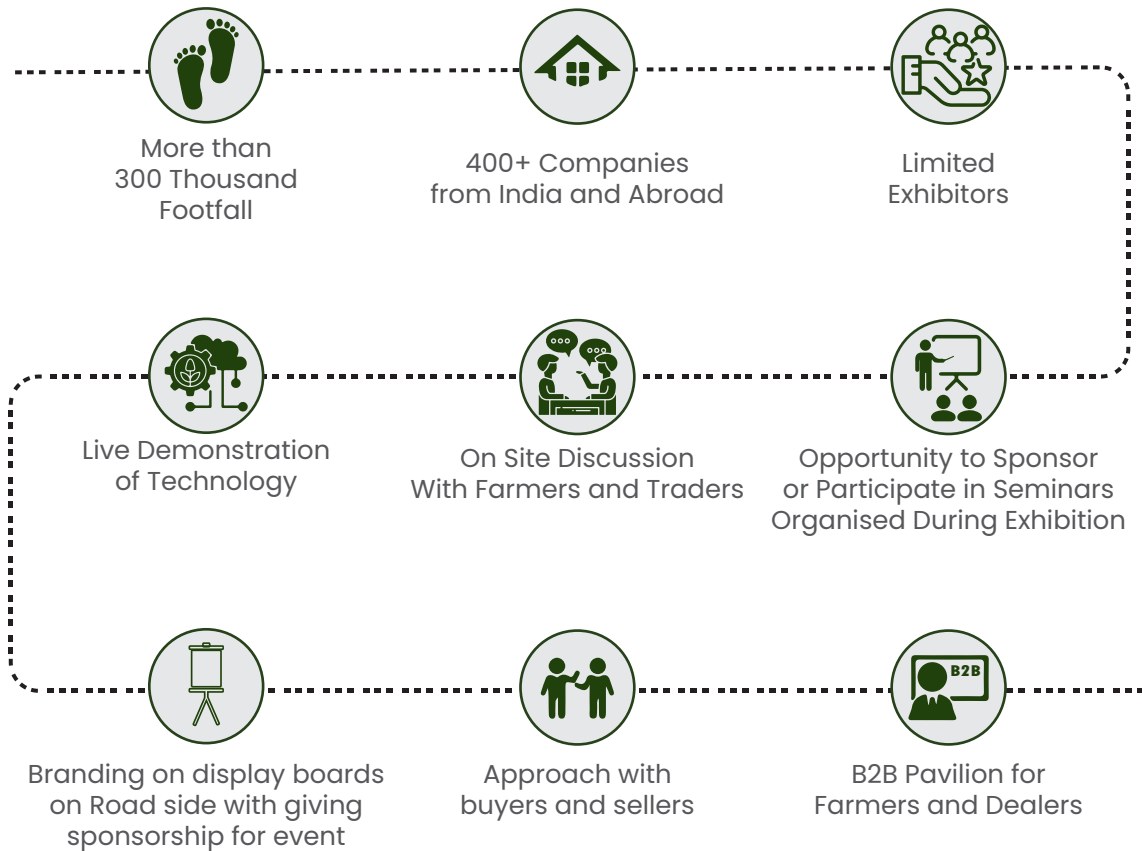 More than
300 Thousand
Footfall
400+ Companies
from India and Abroad
Limited
Exhibitors
Live Demonstration
of Technology
On Site Discussion
With Farmers and Traders
Opportunity to Sponsor
or Participate in Seminars
Organised During Exhibition
Branding on display boards
on Road side with giving
sponsorship for event
Approach with
buyers and sellers
B2B
B2B Pavilion for
Farmers and Dealers